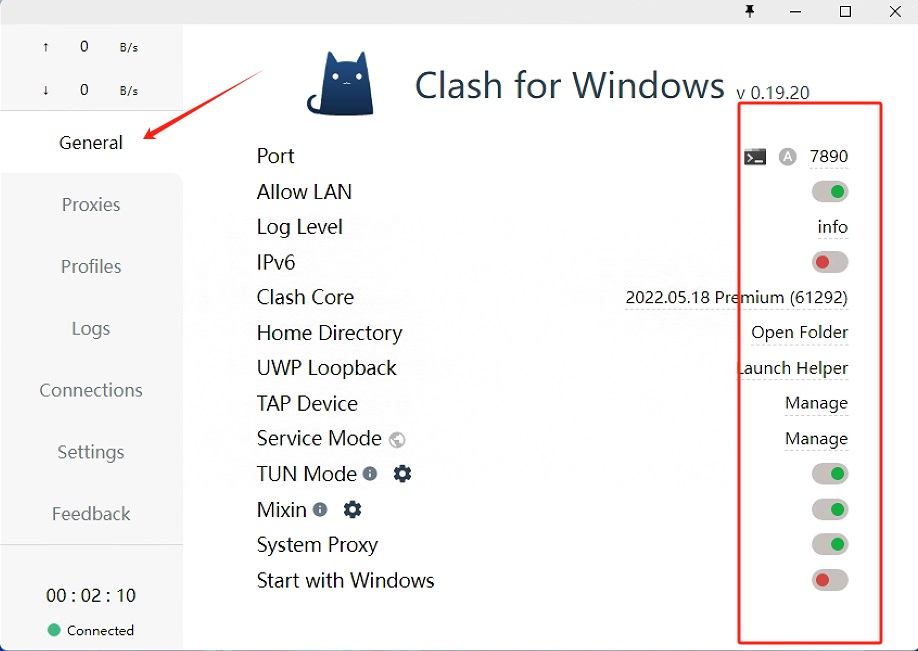 ↑ 0 B/s
↓ 0 B/s
Clash for Windows v 0.19.20
General
Proxies
Profiles
Logs
Connections
Settings
Feedback
00 : 02 : 10
Connected
Port A 7890
Allow LAN
Log Level info
IPv6
Clash Core 2022.05.18 Premium (61292)
Home Directory Open Folder
UWP Loopback Launch Helper
TAP Device Manage
Service Mode Manage
TUN Mode
Mixin
System Proxy
Start with Windows